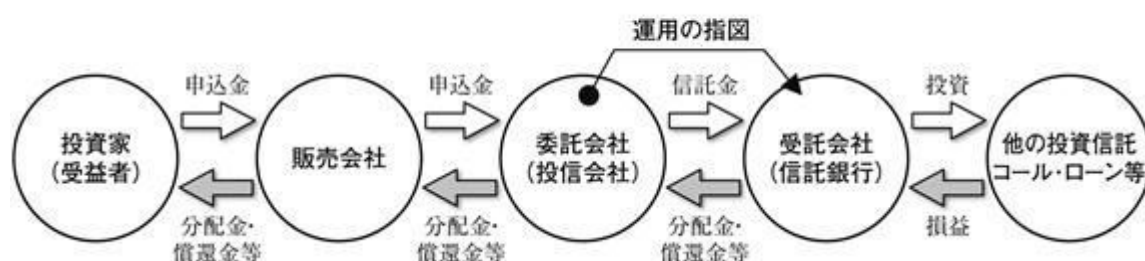 運用の指図
申込金
申込金
信託金
投資
投資家
(受益者)
販売会社
委託会社
(投信会社)
受託会社
(信託銀行)
他の投資信託
コール・ローン等
分配金・
償還金等
分配金・
償還金等
分配金・
償還金等
損益